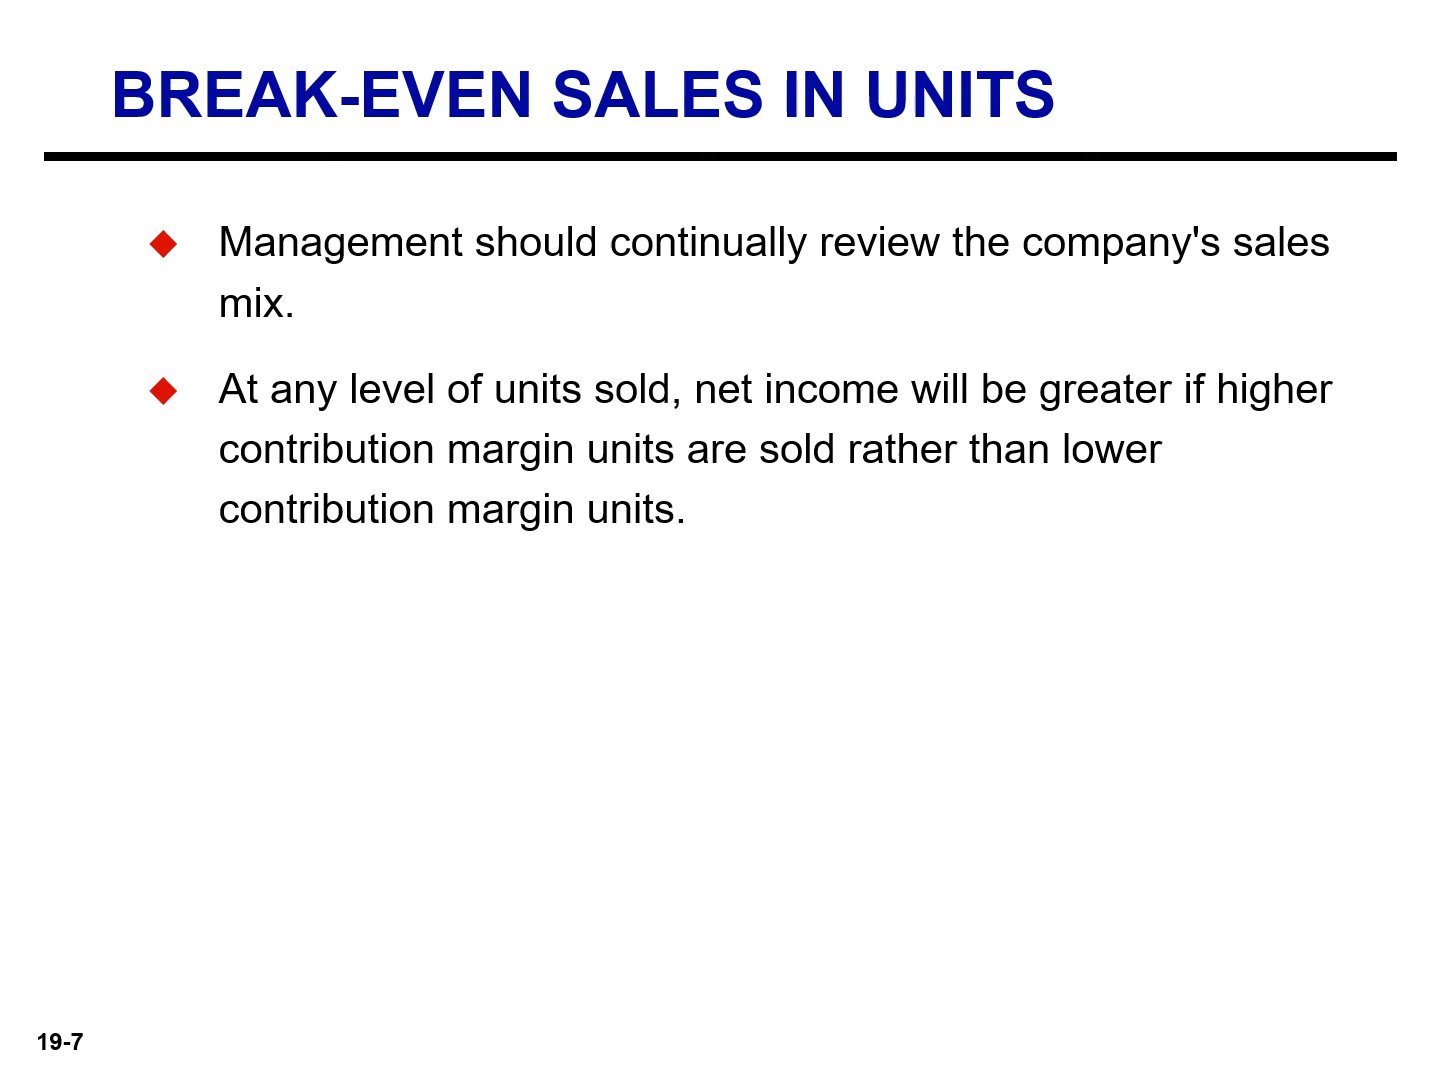 BREAK-EVEN SALES IN UNITS
Management should continually review the company's sales
mix.
At any level of units sold, net income will be greater if higher
contribution margin units are sold rather than lower
contribution margin units.
19-7